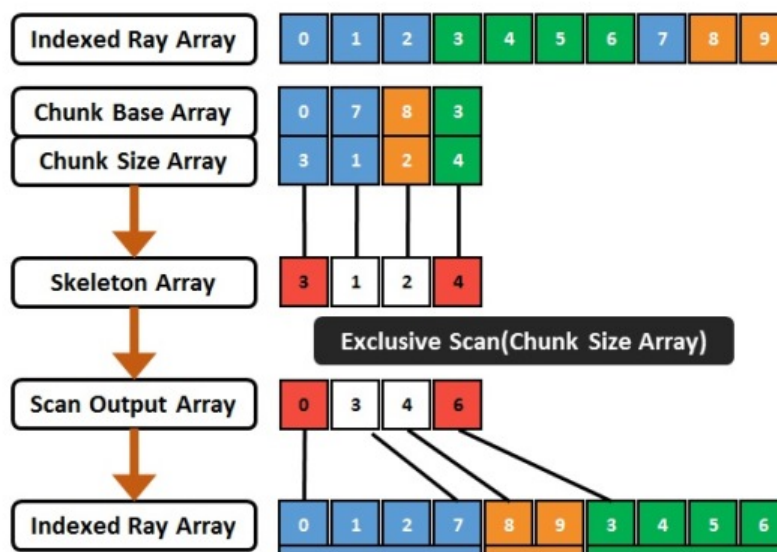 Indexed Ray Array 0 1 2 3 4 5 6 7 8 9
Chunk Base Array 0 7 8 3
Chunk Size Array 3 1 2 4
Skeleton Array 3 1 2 4
Exclusive Scan(Chunk Size Array)
Scan Output Array 0 3 4 6
Indexed Ray Array 0 1 2 7 8 9 3 4 5 6